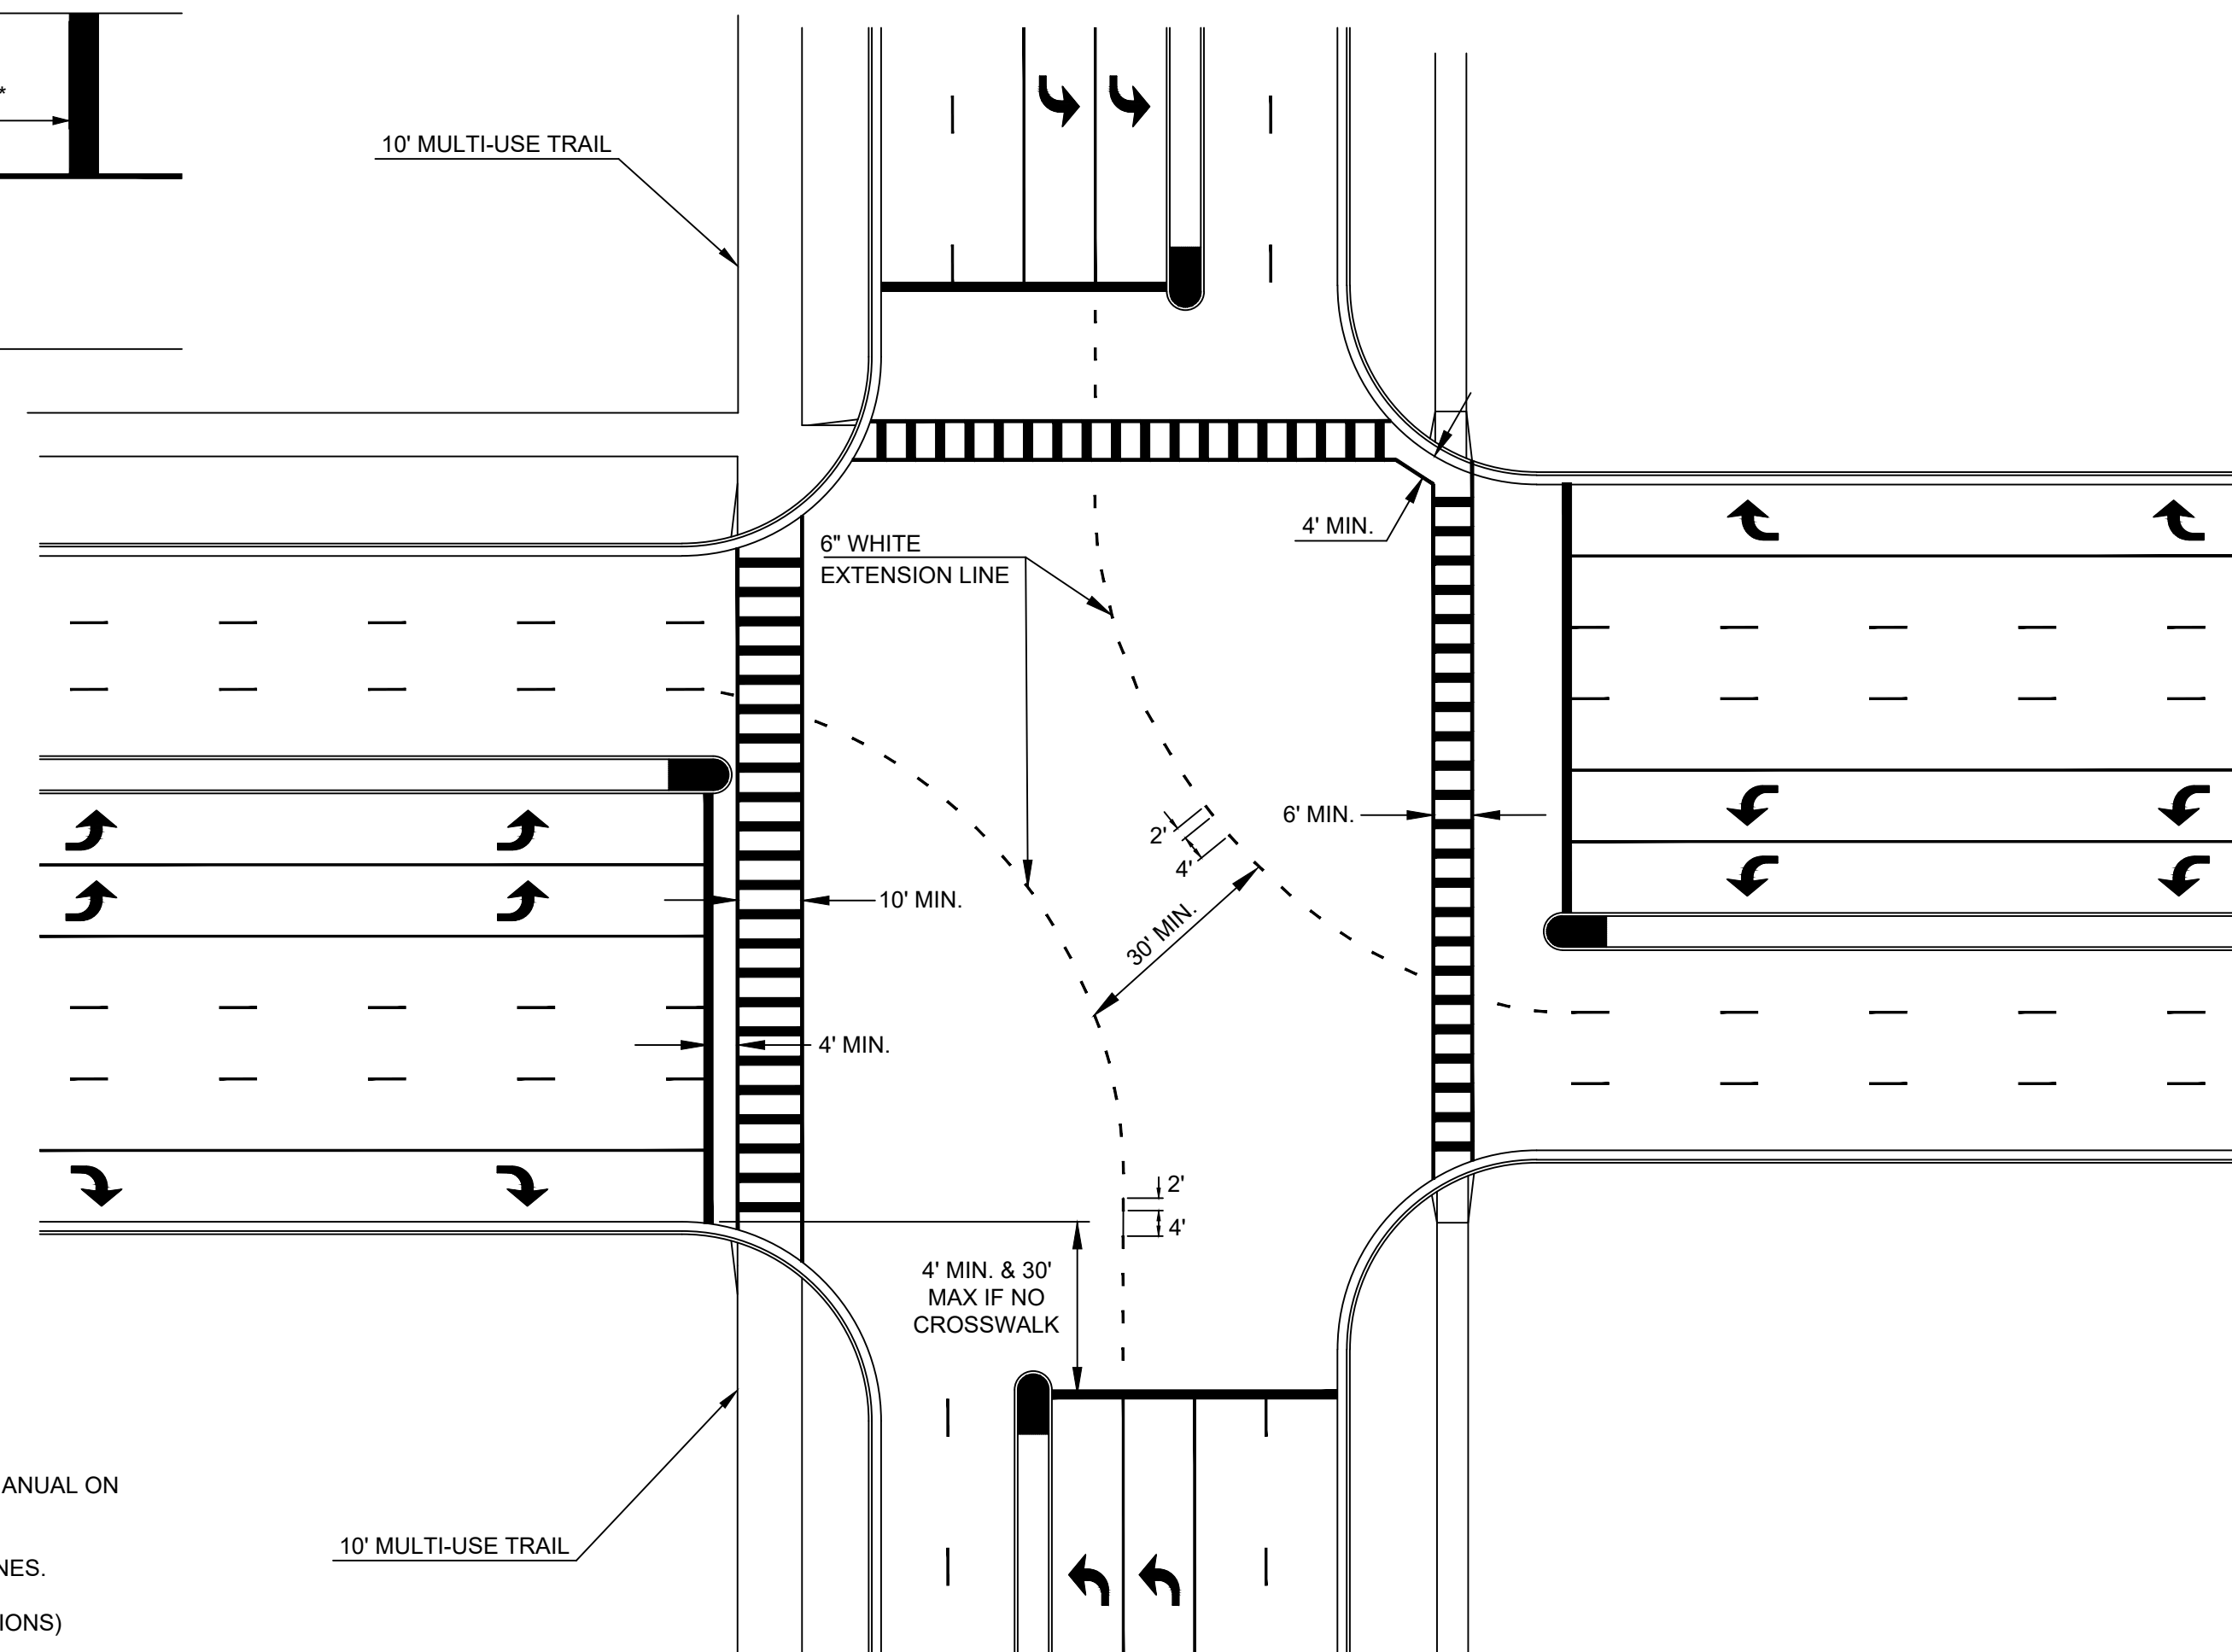 *
10' MULTI-USE TRAIL
6" WHITE
EXTENSION LINE
4' MIN.
2'
4'
6' MIN.
10' MIN.
30' MIN.
4' MIN.
2'
4'
4' MIN. & 30'
MAX IF NO
CROSSWALK
ANUAL ON
10' MULTI-USE TRAIL
NES.
IONS)